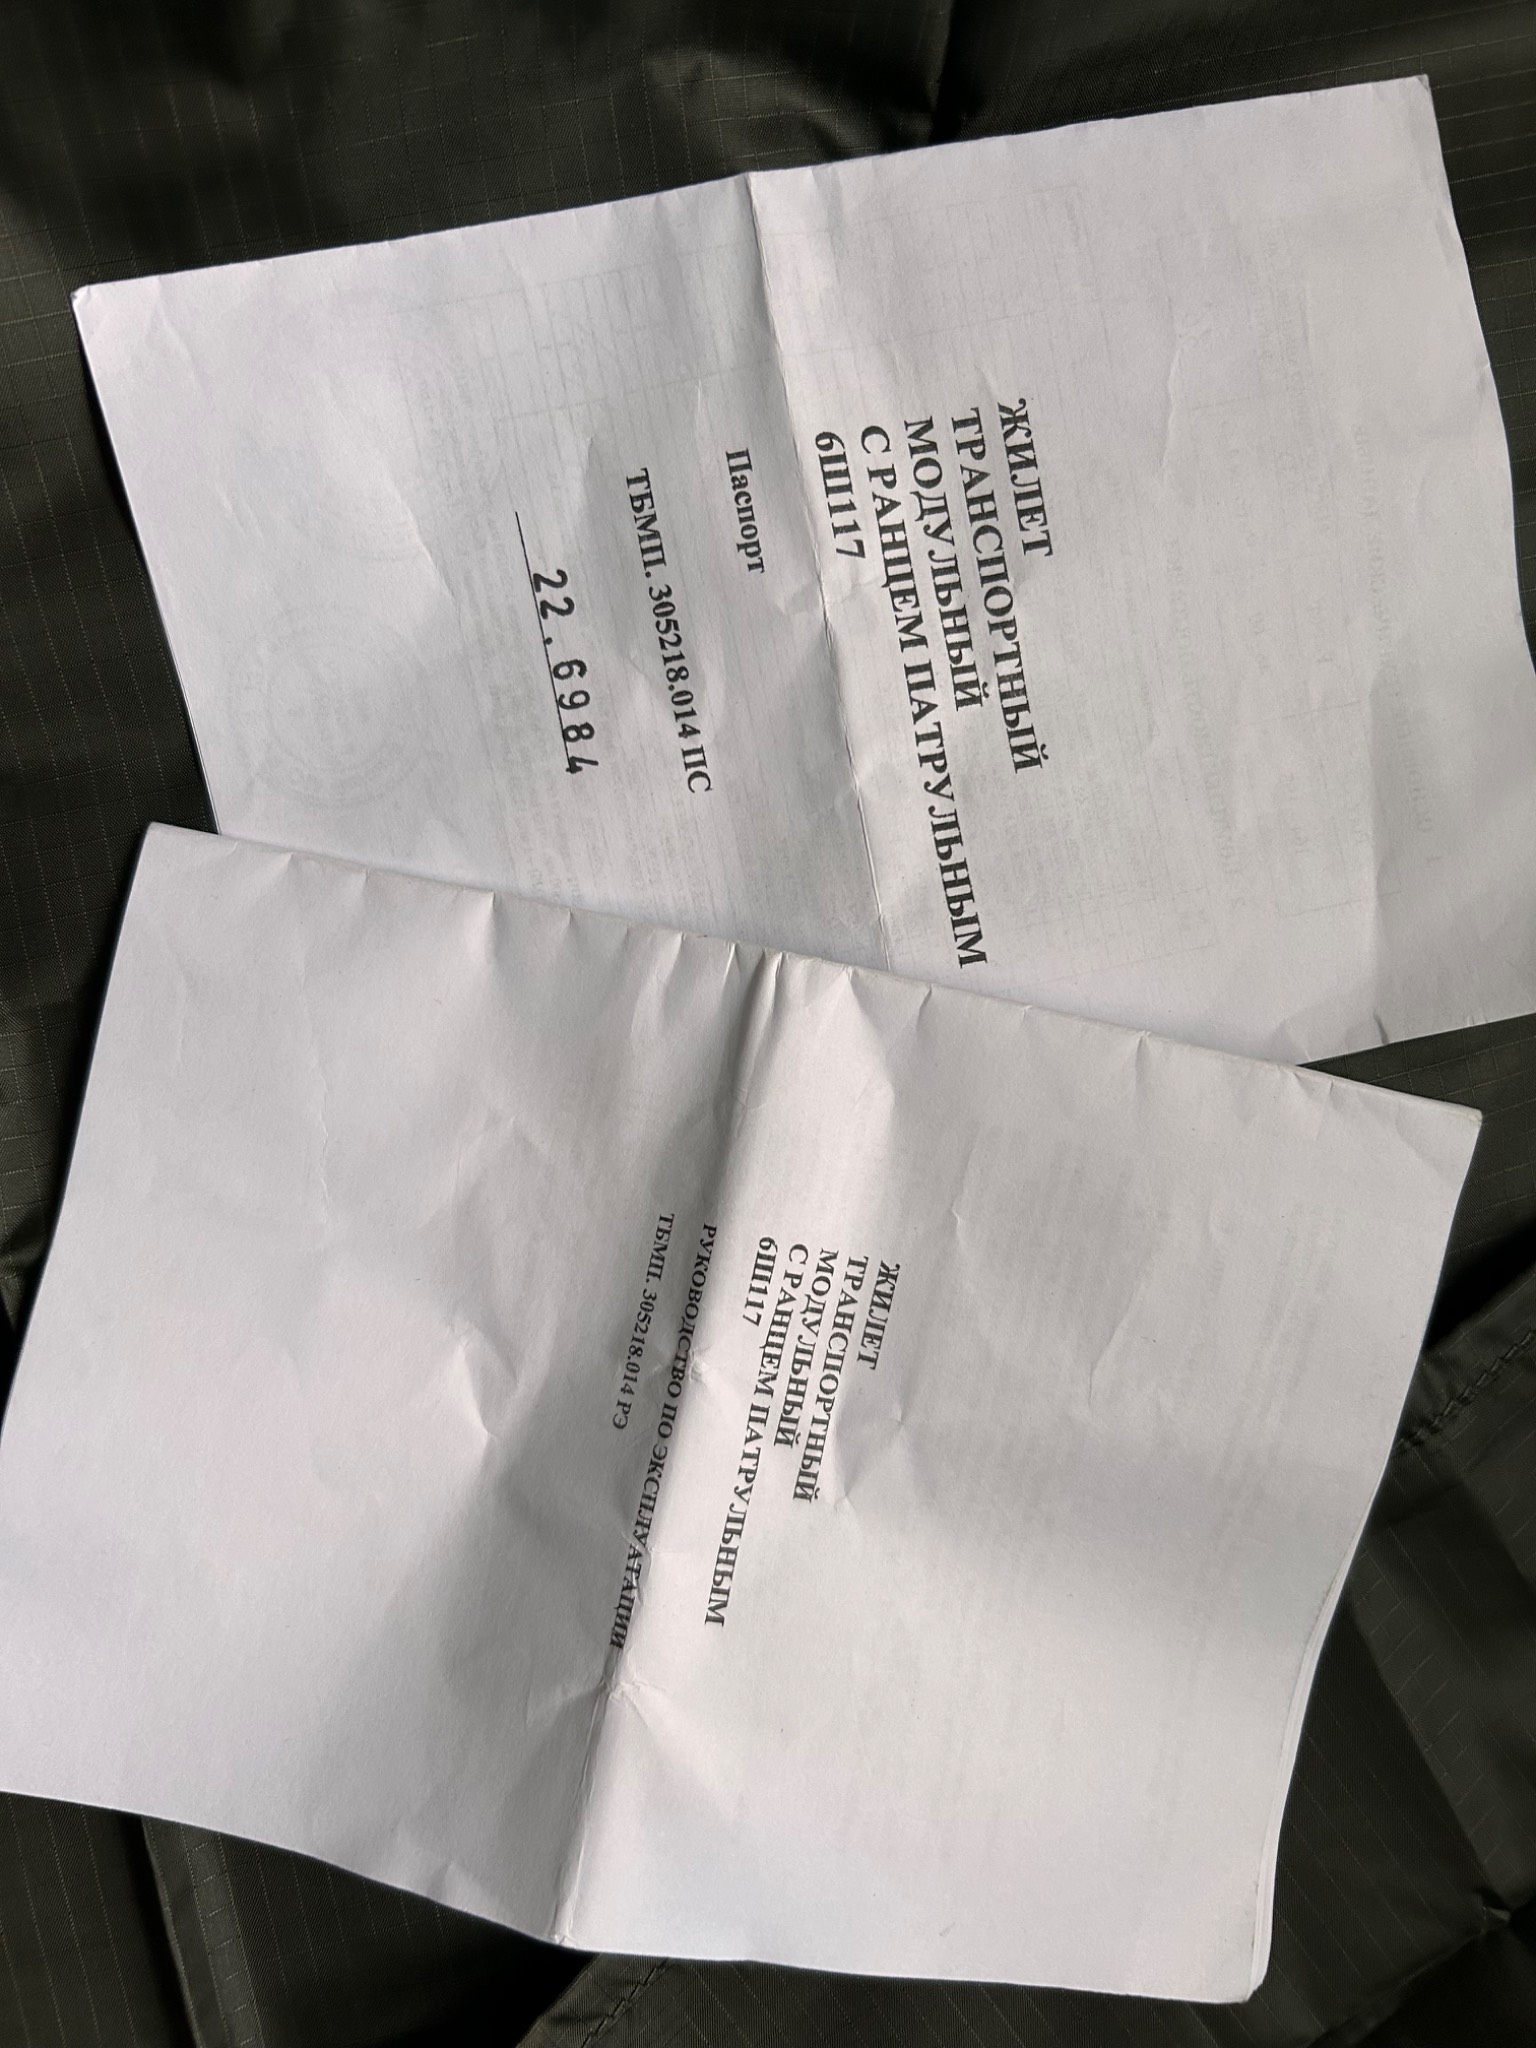 ЖИЛЕТ
ТРАНСПОРТНЫЙ
МОДУЛЬНЫЙ
С РАНЦЕМ ПАТРУЛЬНЫМ
6Ш117
Паспорт
ТБМП. 305218.014 ПС
22.6984
ЖИЛЕТ
ТРАНСПОРТНЫЙ
МОДУЛЬНЫЙ
С РАНЦЕМ ПАТРУЛЬНЫМ
6Ш117
РУКОВОДСТВО ПО ЭКСПЛУАТАЦИИ
ТБМП. 305218.014 РЭ